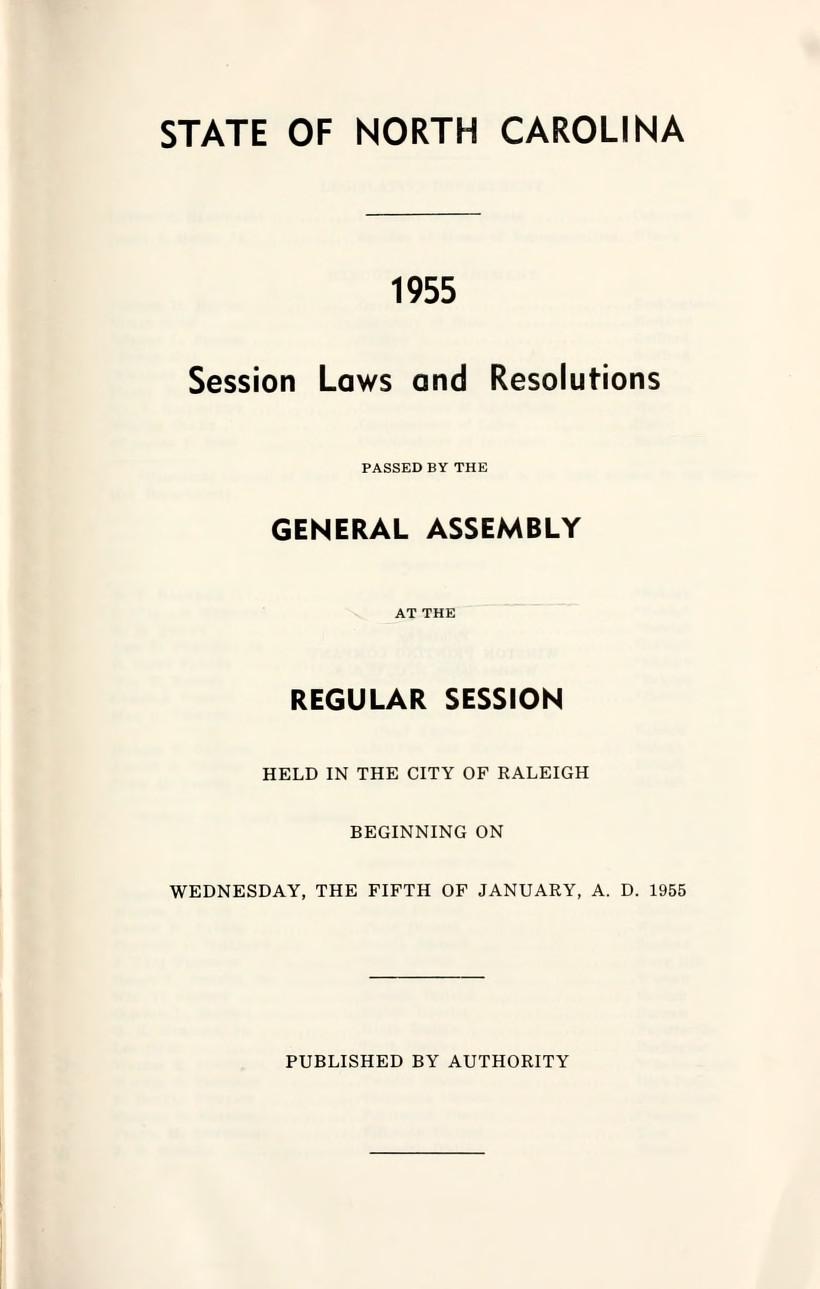 STATE OF NORTH CAROLINA
1955
Session Laws and Resolutions
PASSED BY THE
GENERAL ASSEMBLY
AT THE
REGULAR SESSION
HELD IN THE CITY OF RALEIGH
BEGINNING ON
WEDNESDAY, THE FIFTH OF JANUARY, A. D. 1955
PUBLISHED BY AUTHORITY